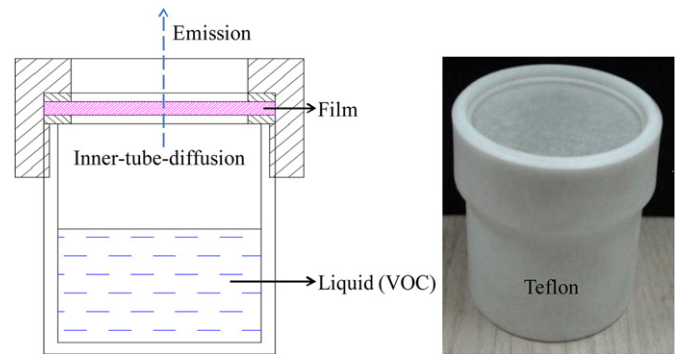 Emission
Film
Inner-tube-diffusion
Liquid (VOC)
Teflon